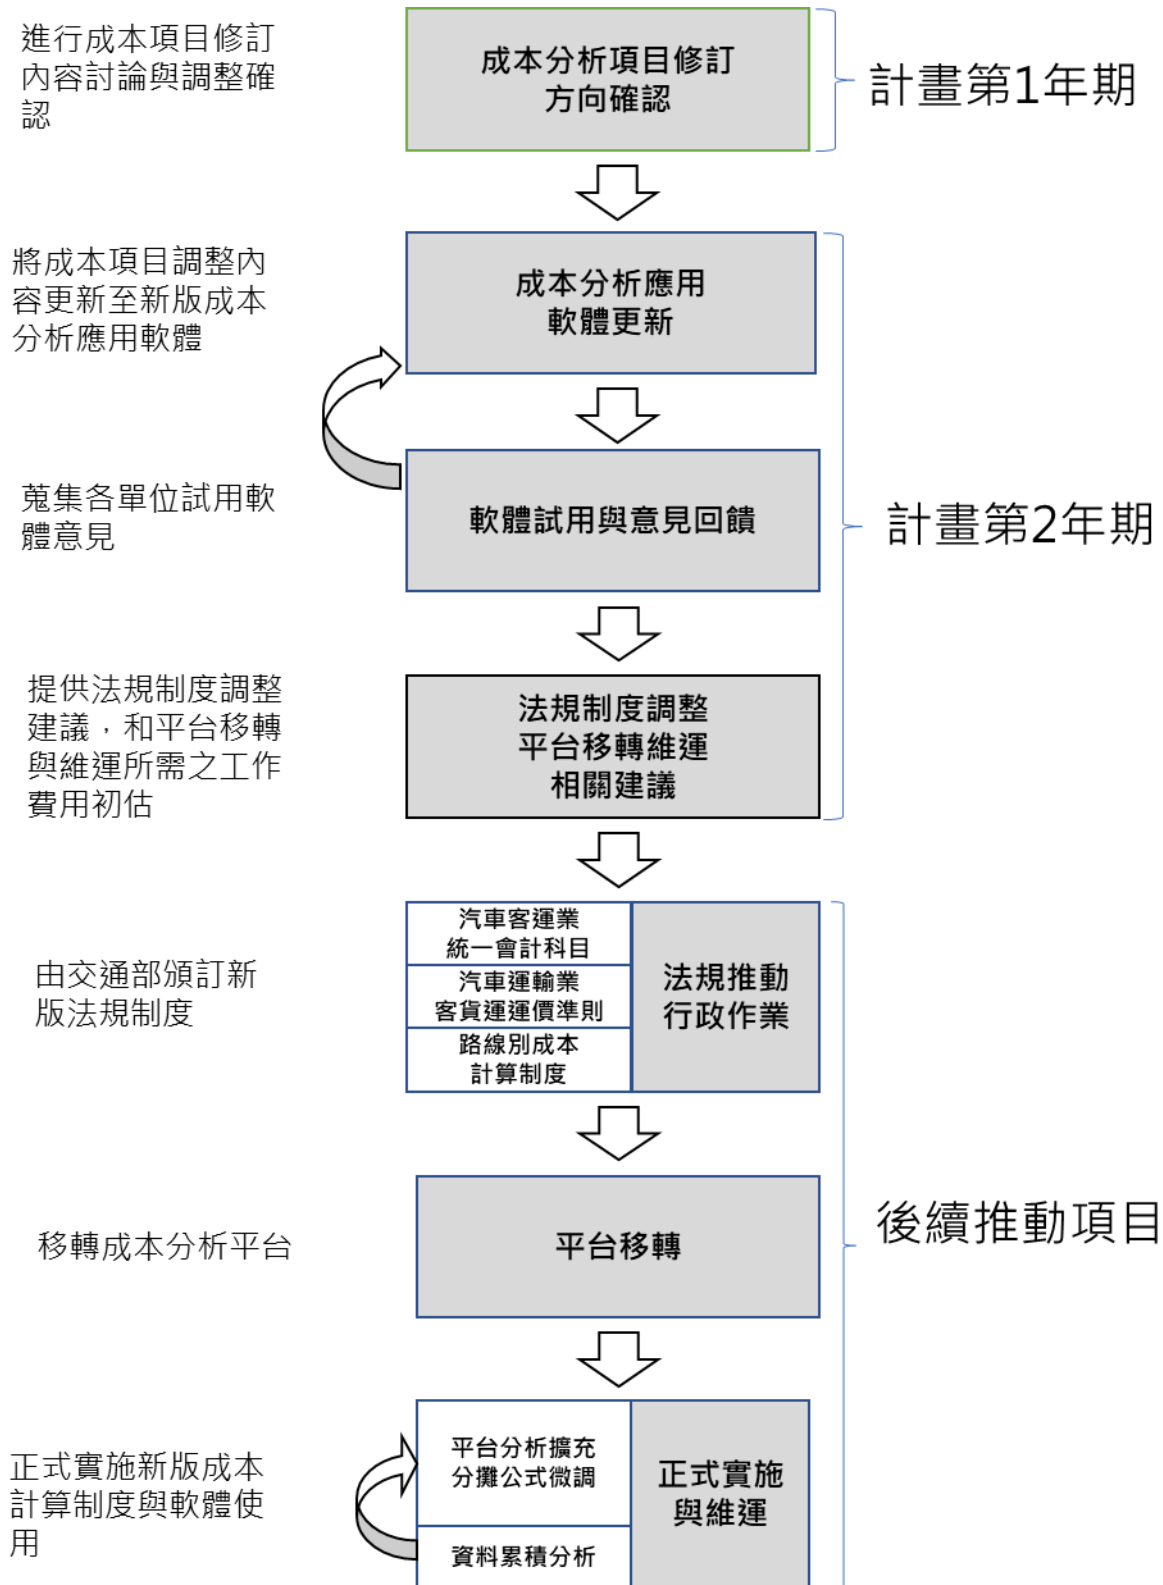 進行成本項目修訂
內容討論與調整確
認
成本分析項目修訂
方向確認
計畫第1年期
將成本項目調整內
容更新至新版成本
分析應用軟體
成本分析應用
軟體更新
蒐集各單位試用軟
體意見
軟體試用與意見回饋
計畫第2年期
提供法規制度調整
建議，和平台移轉
與維運所需之工作
費用初估
法規制度調整
平台移轉維運
相關建議
由交通部頒訂新
版法規制度
汽車客運業
統一會計科目
汽車運輸業
客貨運運價準則
路線別成本
計算制度
法規推動
行政作業
移轉成本分析平台
平台移轉
後續推動項目
正式實施新版成本
計算制度與軟體使
用
平台分析擴充
分攤公式微調
資料累積分析
正式實施
與維運